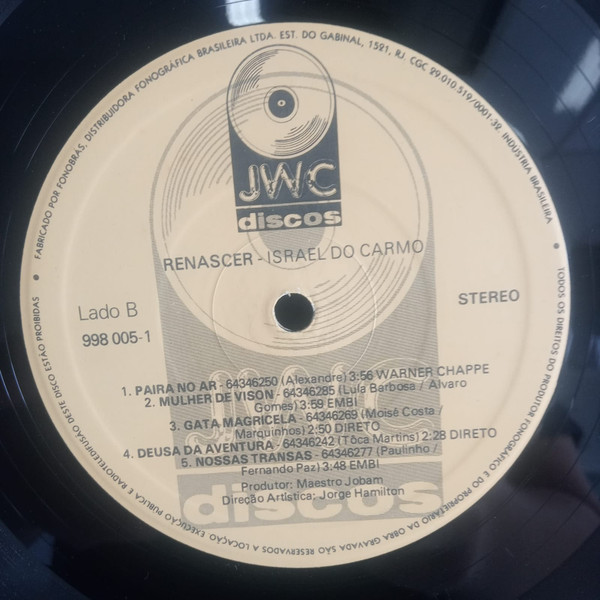 FABRICADO POR FONOBRAS, DISTRIBUIDORA FONOGRÁFICA BRASILEIRA LTDA. EST. DO GABINAL, 1521, RJ. CGC 29.010.519/0001-39. INDUSTRIA BRASILEIRA
TODOS OS DIREITOS DO PRODUTOR FONOGRÁFICO E DO PROPRIETÁRIO DA OBRA GRAVADA SÃO RESERVADOS A LOCAÇÃO, EXECUÇÃO PÚBLICA E RADIOTELEDIFUSÃO DESTE DISCO ESTÃO PROIBIDAS
JWC
discos
RENASCER - ISRAEL DO CARMO
Lado B
998 005-1
STEREO
1. PAIRA NO AR - 64346250 (Alexandre) 3:56 WARNER CHAPPE
2. MULHER DE VISON - 64346285 (Luís Barbosa / Alvaro
Gomes) 3:59 EMBI
3. GATA MAGRICELA - 64346269 (Moisé Costa /
Marquinhos) 2:50 DIRETO
4. DEUSA DA AVENTURA - 64346242 (Tôca Martins) 2:28 DIRETO
5. NOSSAS TRANSAS - 64346277 (Paulinho /
Fernando Paz) 3:48 EMBI
Produtor: Maestro Jobam
Direção Artística: Jorge Hamilton
JWC
discos